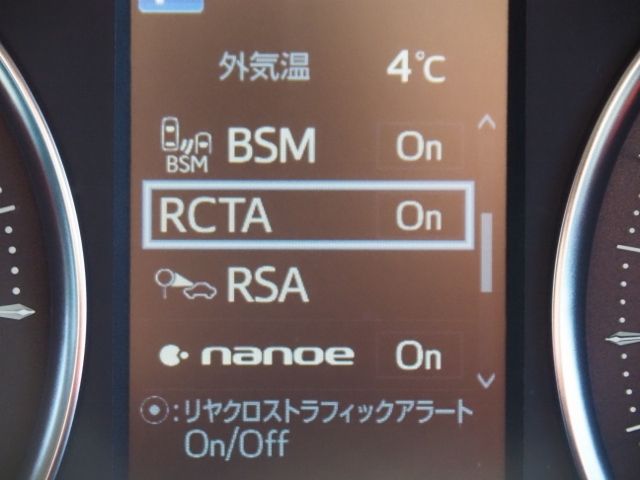 外気温 4℃
BSM BSM On
RCTA On
RSA
nanoe On
⦿:リヤクロストラフィックアラート
On/Off